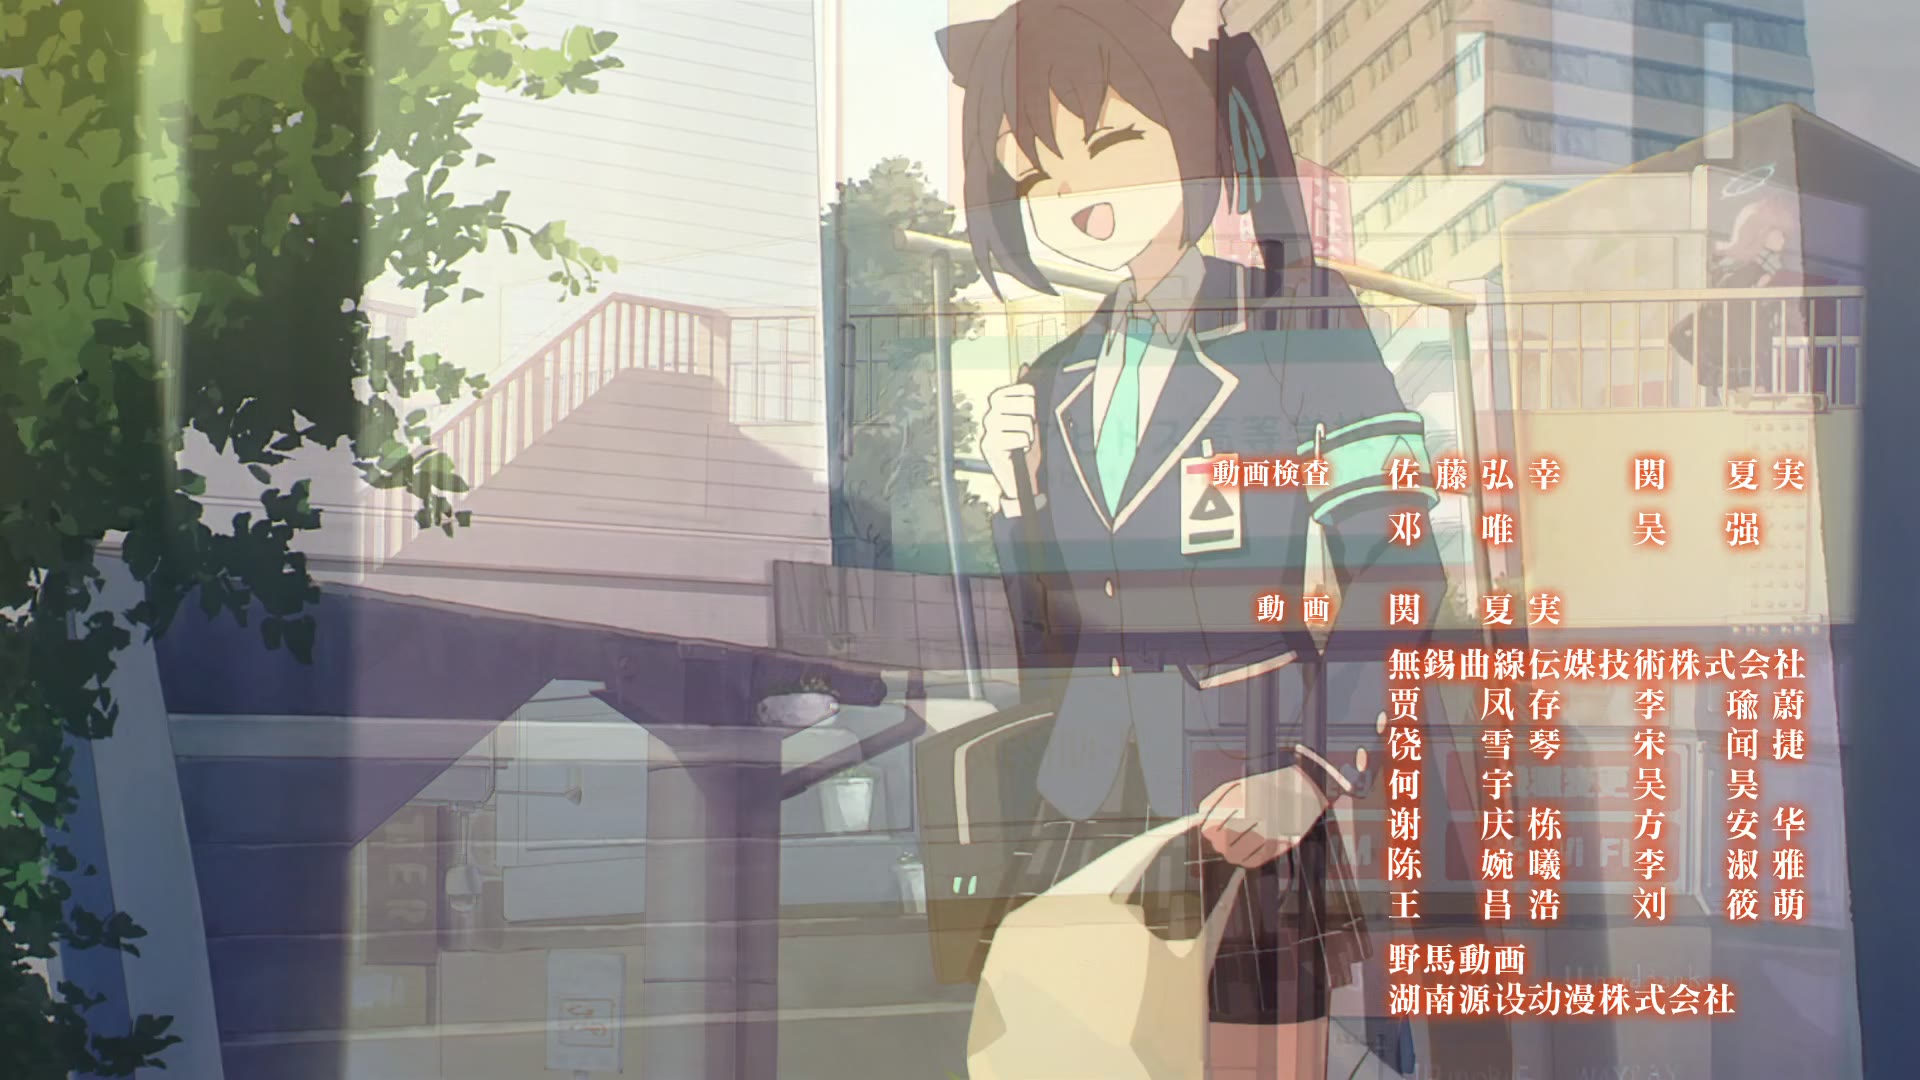 動画検査 佐藤弘幸 関夏実
邓唯 吴强
動画 関夏実
無錫曲線伝媒技術株式会社
贾凤存 李瑜蔚
饶雪琴 宋闻捷
何宇 吴昊
谢庆栋 方安华
陈婉曦 李淑雅
王昌浩 刘筱萌
野馬動画
湖南源设动漫株式会社